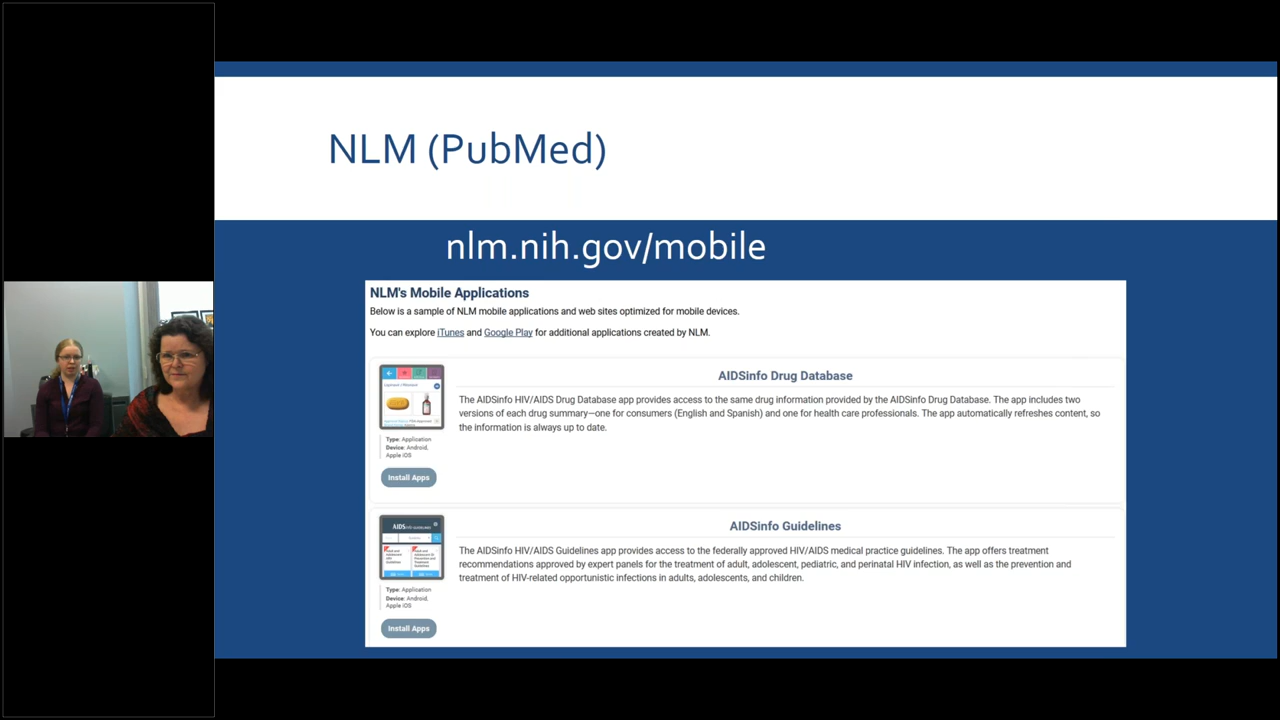 NLM (PubMed)
nlm.nih.gov/mobile
NLM's Mobile Applications
Below is a sample of NLM mobile applications and web sites optimized for mobile devices.
You can explore iTunes and Google Play for additional applications created by NLM.
AIDSinfo Drug Database
The AIDSinfo HIV/AIDS Drug Database app provides access to the same drug information provided by the AIDSinfo Drug Database. The app includes two
versions of each drug summary—one for consumers (English and Spanish) and one for health care professionals. The app automatically refreshes content, so
the information is always up to date.
Type: Application
Device: Android,
Apple iOS
Install Apps
AIDSinfo Guidelines
AIDSinfo GUIDELINES
The AIDSinfo HIV/AIDS Guidelines app provides access to the federally approved HIV/AIDS medical practice guidelines. The app offers treatment
recommendations approved by expert panels for the treatment of adult, adolescent, pediatric, and perinatal HIV infection, as well as the prevention and
treatment of HIV-related opportunistic infections in adults, adolescents, and children.
Type: Application
Device: Android,
Apple iOS
Install Apps